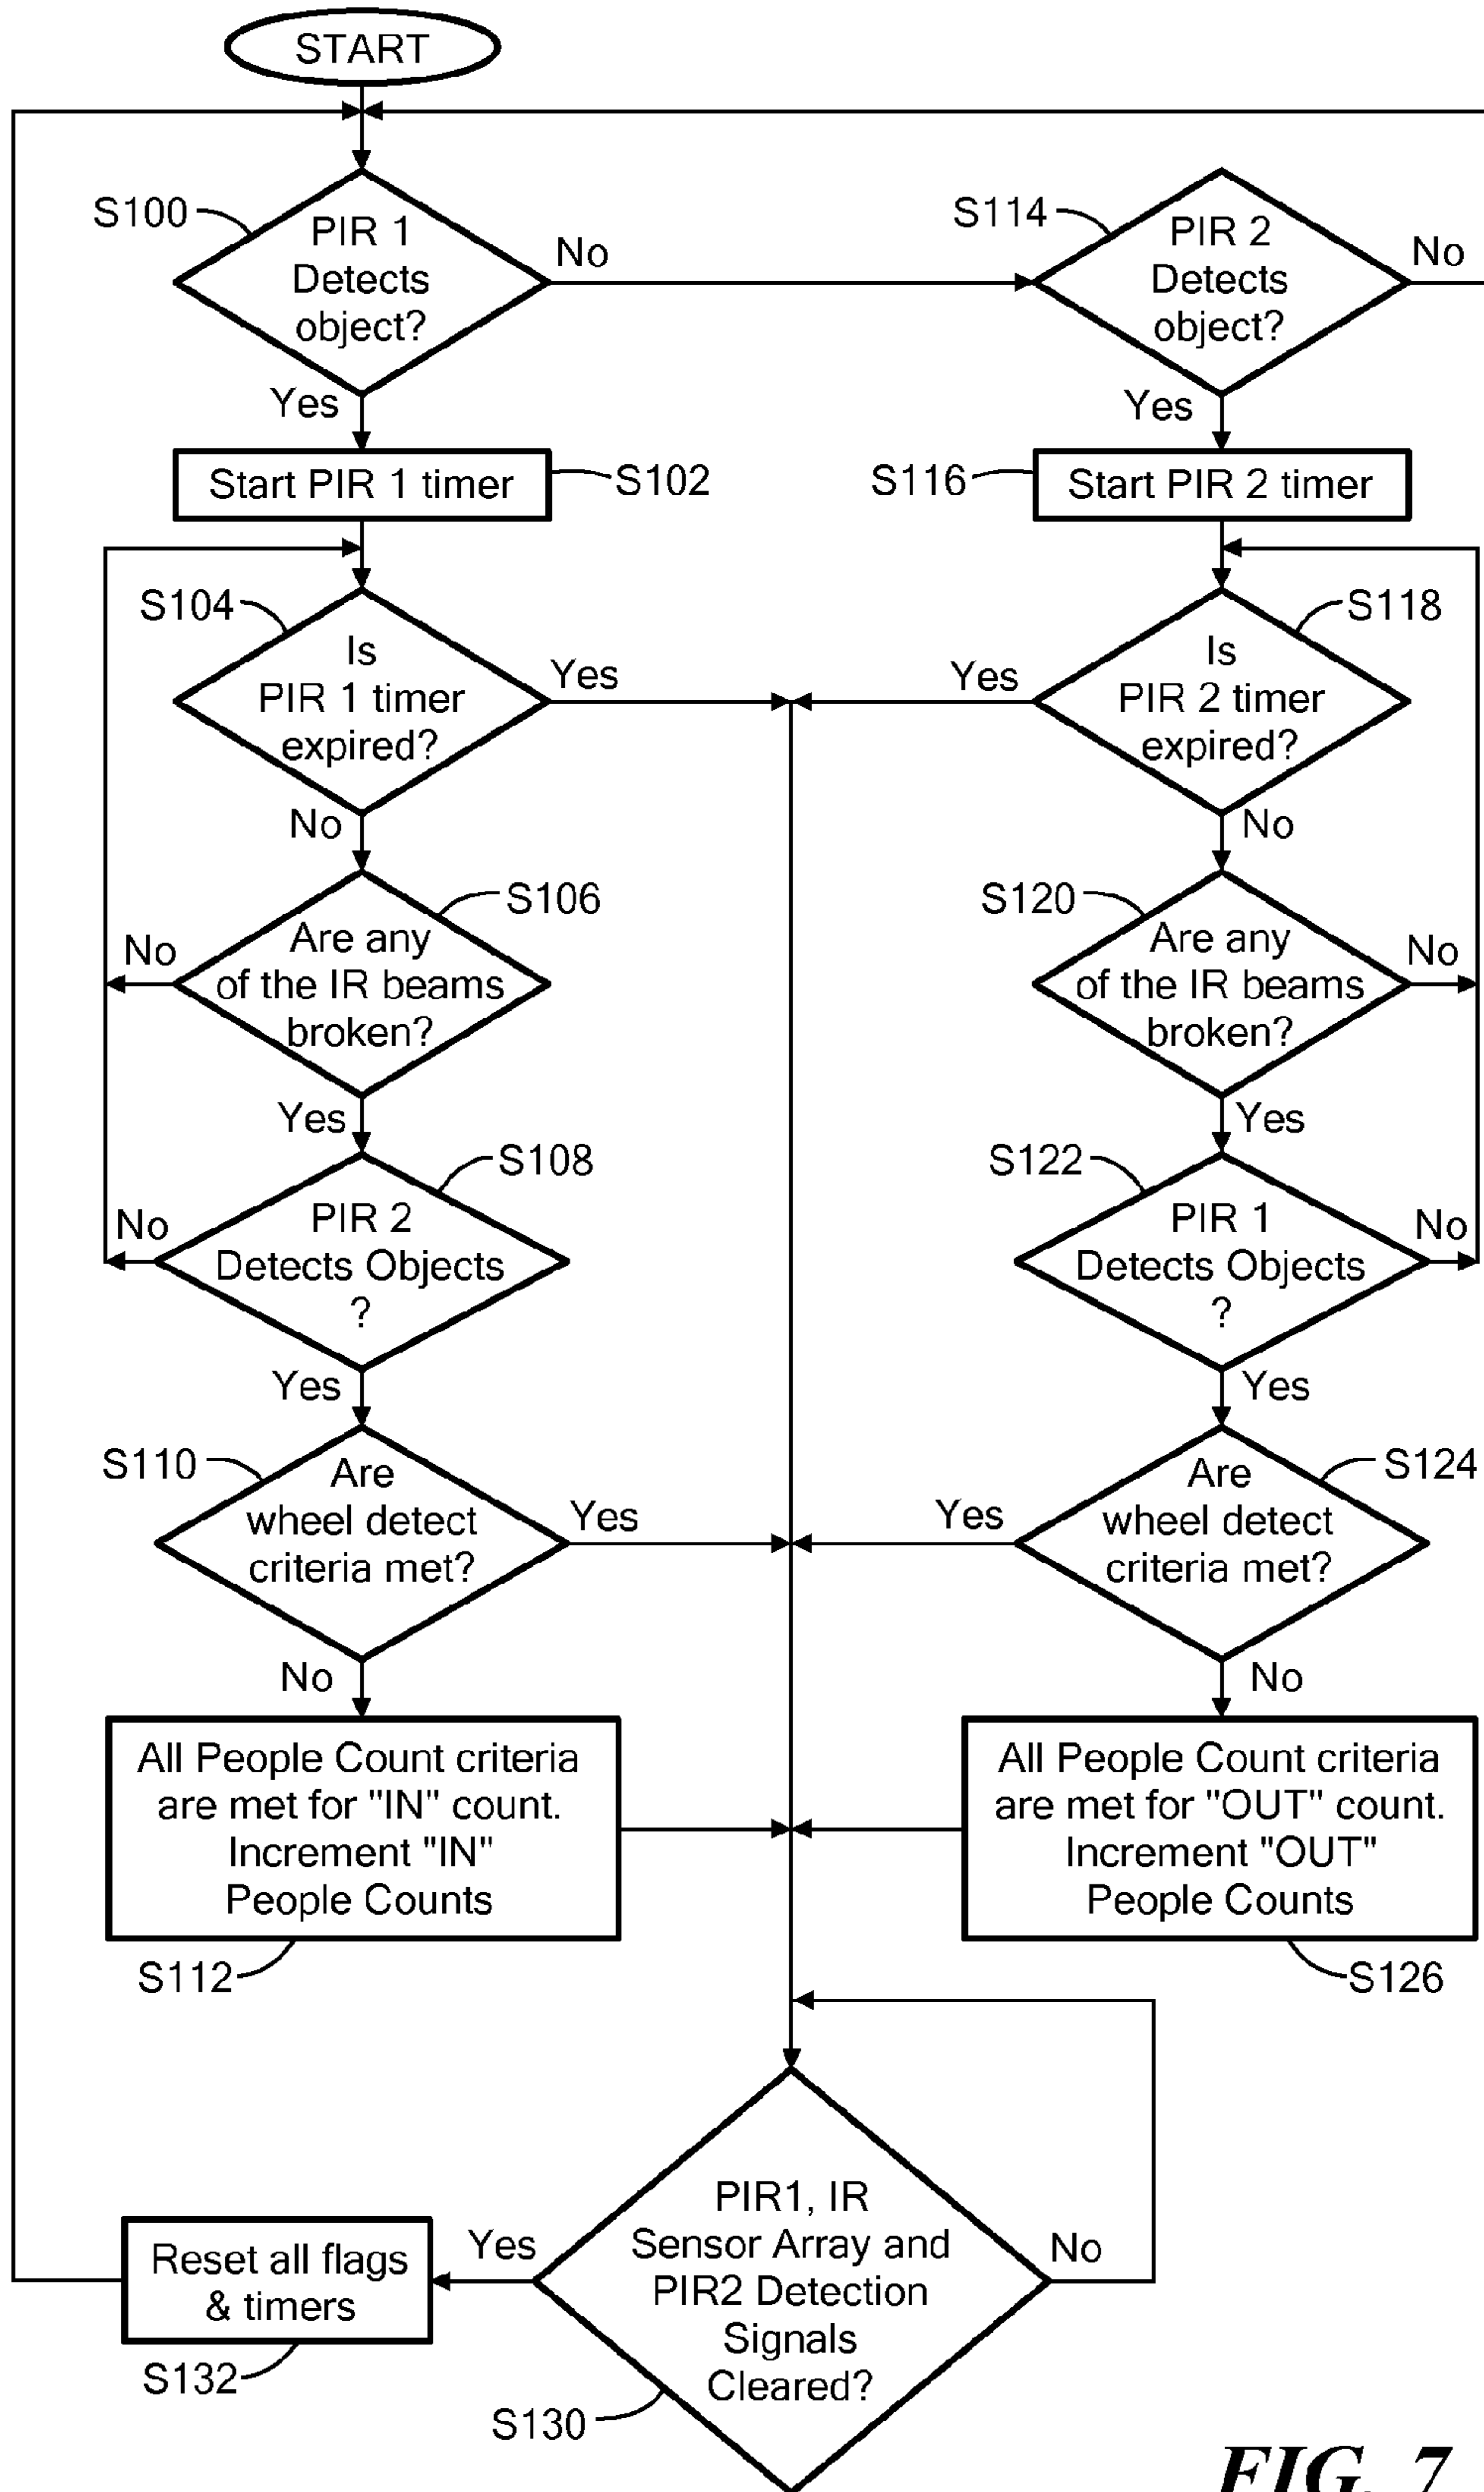 START
S100
PIR 1
Detects
object?
No
Yes
S114
PIR 2
Detects
object?
No
Yes
Start PIR 1 timer
S102
S116
Start PIR 2 timer
S104
Is
PIR 1 timer
expired?
Yes
No
S118
Is
PIR 2 timer
expired?
Yes
No
S106
Are any
of the IR beams
broken?
No
Yes
S120
Are any
of the IR beams
broken?
No
Yes
S108
PIR 2
Detects Objects
?
No
Yes
S122
PIR 1
Detects Objects
?
No
Yes
S110
Are
wheel detect
criteria met?
Yes
No
S124
Are
wheel detect
criteria met?
Yes
No
All People Count criteria
are met for "IN" count.
Increment "IN"
People Counts
S112
All People Count criteria
are met for "OUT" count.
Increment "OUT"
People Counts
S126
PIR1, IR
Sensor Array and
PIR2 Detection
Signals
Cleared?
No
Yes
S130
Reset all flags
& timers
S132
FIG. 7